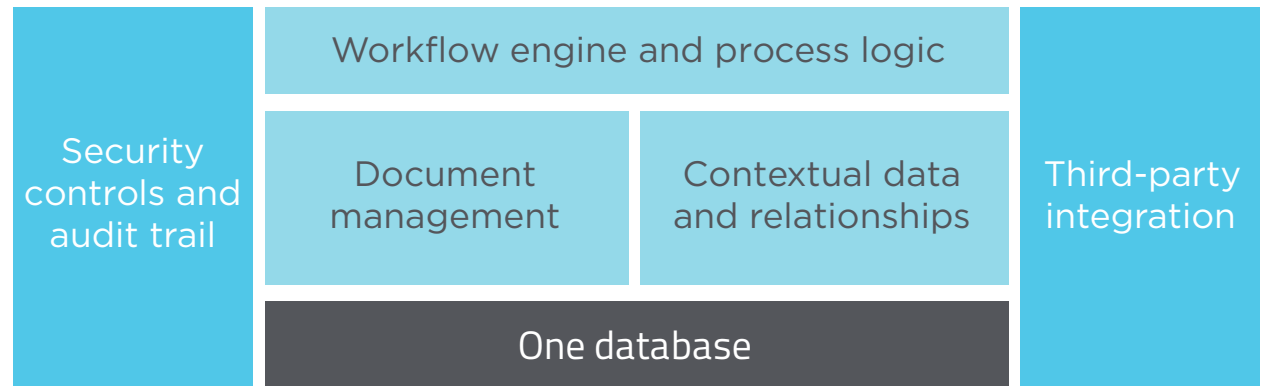 Security
controls and
audit trail
Workflow engine and process logic
Document
management
Contextual data
and relationships
One database
Third-party
integration